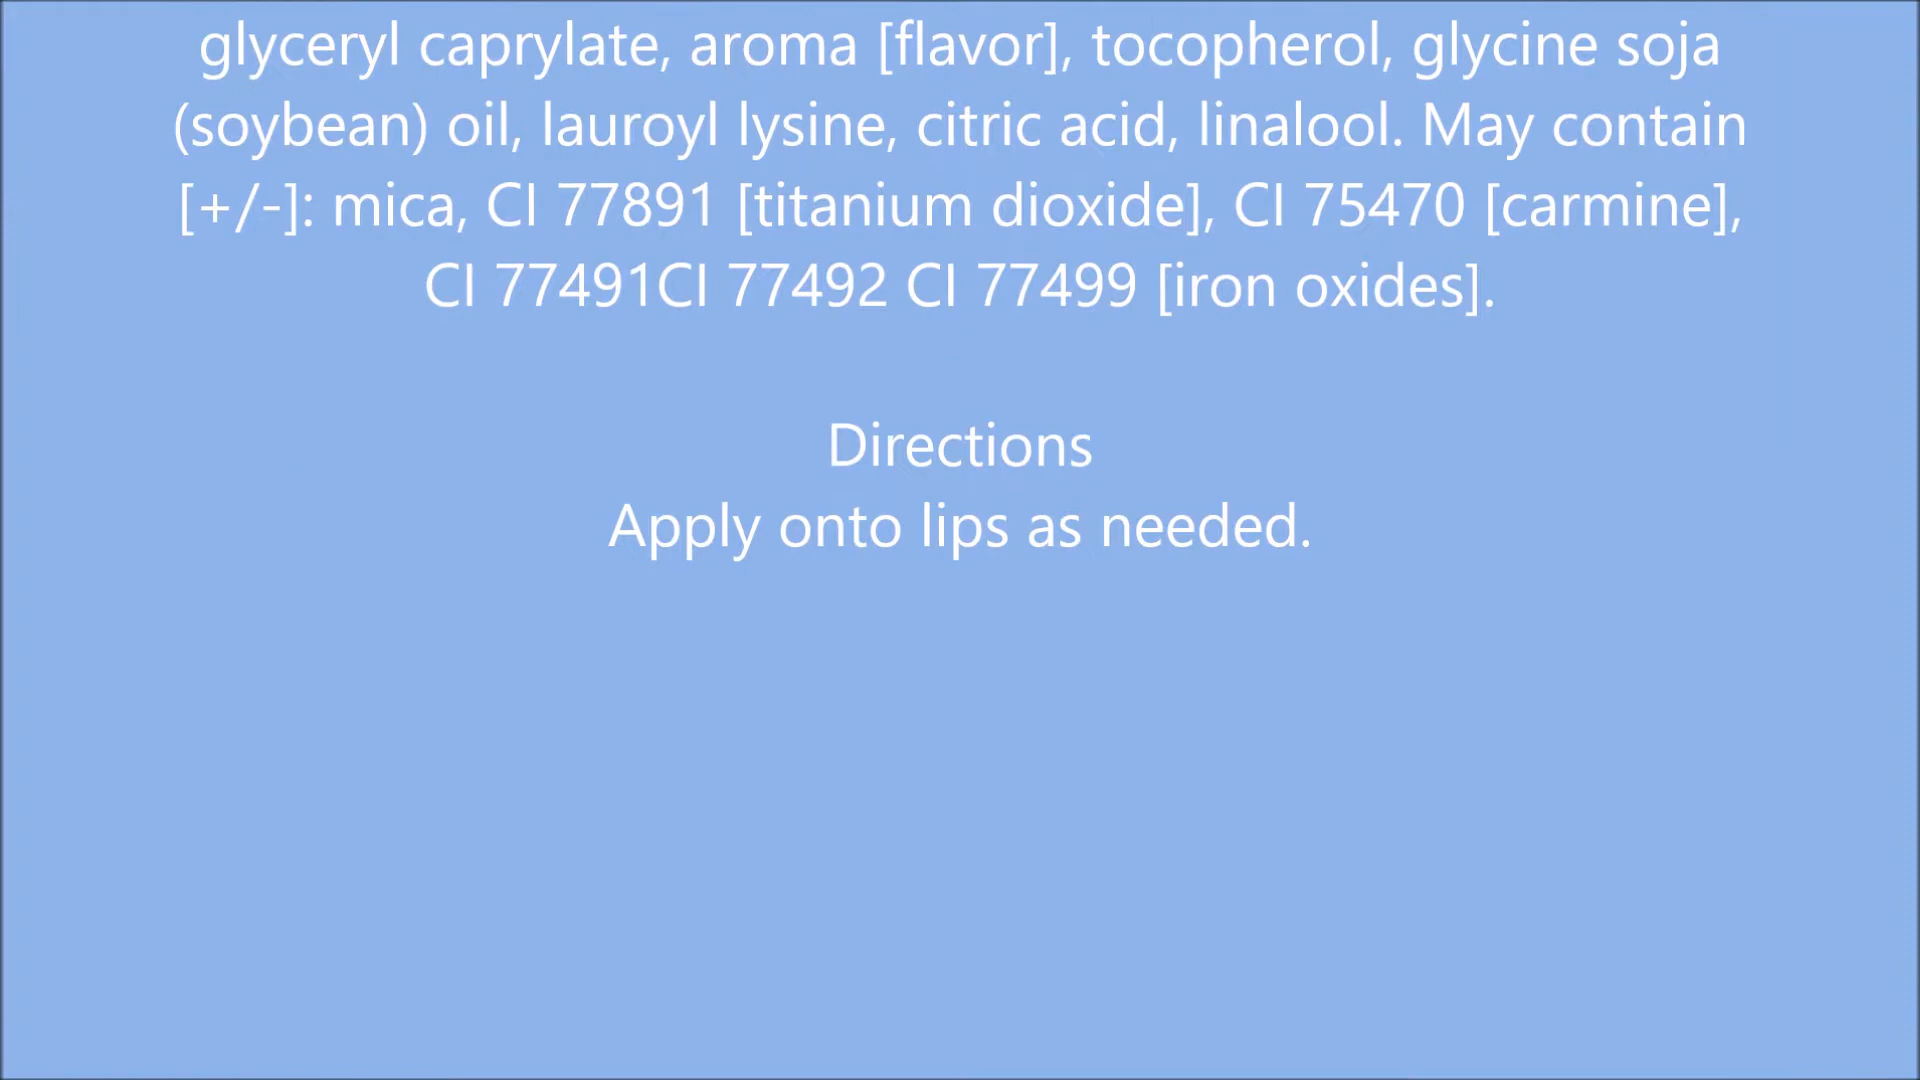 glyceryl caprylate, aroma [flavor], tocopherol, glycine soja
(soybean) oil, lauroyl lysine, citric acid, linalool. May contain
[+/-]: mica, CI 77891 [titanium dioxide], CI 75470 [carmine],
CI 77491CI 77492 CI 77499 [iron oxides].
Directions
Apply onto lips as needed.